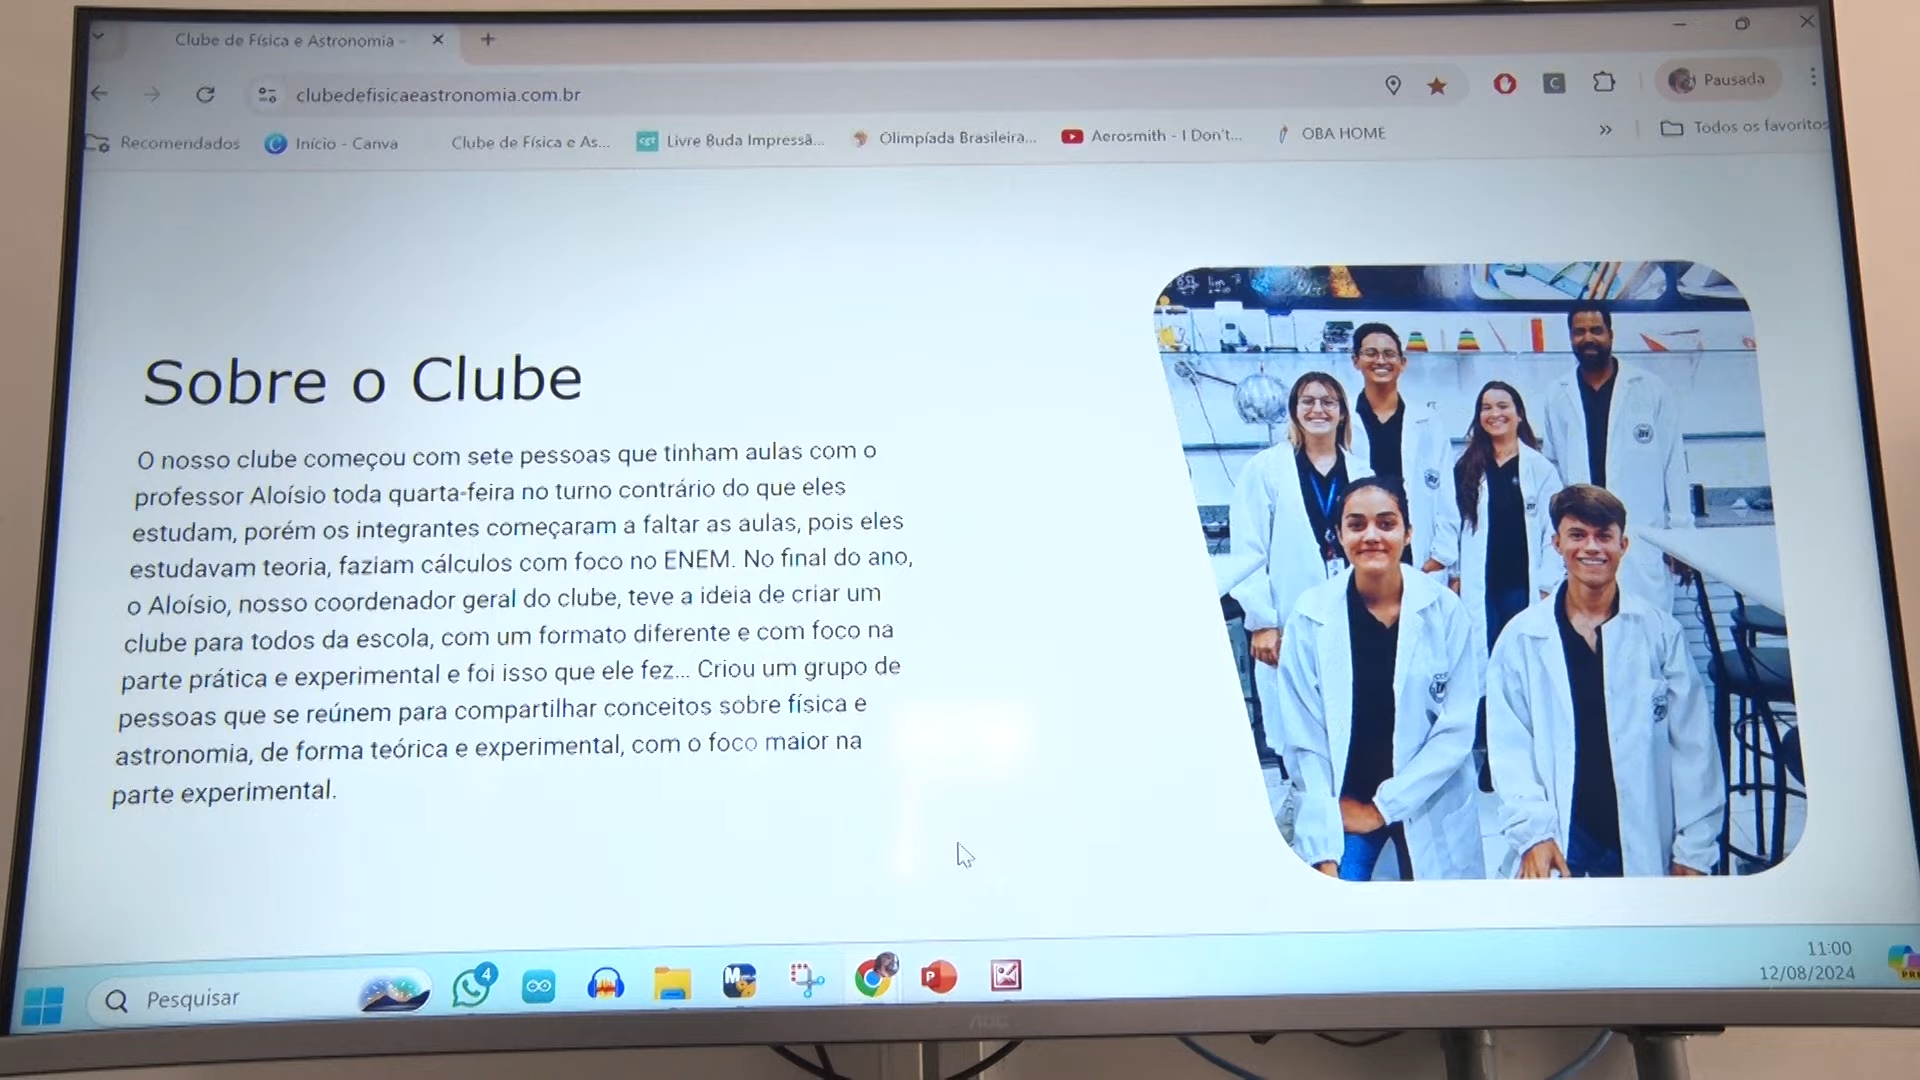 Clube de Física e Astronomia -
clubedefisicaeastronomia.com.br
Pausada
Recomendados
Início - Canva
Clube de Física e As...
Livre Buda Impressã...
Olimpíada Brasileira...
Aerosmith - I Don't...
OBA HOME
»
Todos os favoritos
Sobre o Clube
O nosso clube começou com sete pessoas que tinham aulas com o
professor Aloísio toda quarta-feira no turno contrário do que eles
estudam, porém os integrantes começaram a faltar as aulas, pois eles
estudavam teoria, faziam cálculos com foco no ENEM. No final do ano,
o Aloísio, nosso coordenador geral do clube, teve a ideia de criar um
clube para todos da escola, com um formato diferente e com foco na
parte prática e experimental e foi isso que ele fez... Criou um grupo de
pessoas que se reúnem para compartilhar conceitos sobre física e
astronomia, de forma teórica e experimental, com o foco maior na
parte experimental.
Pesquisar
4
11:00
12/08/2024
AOC